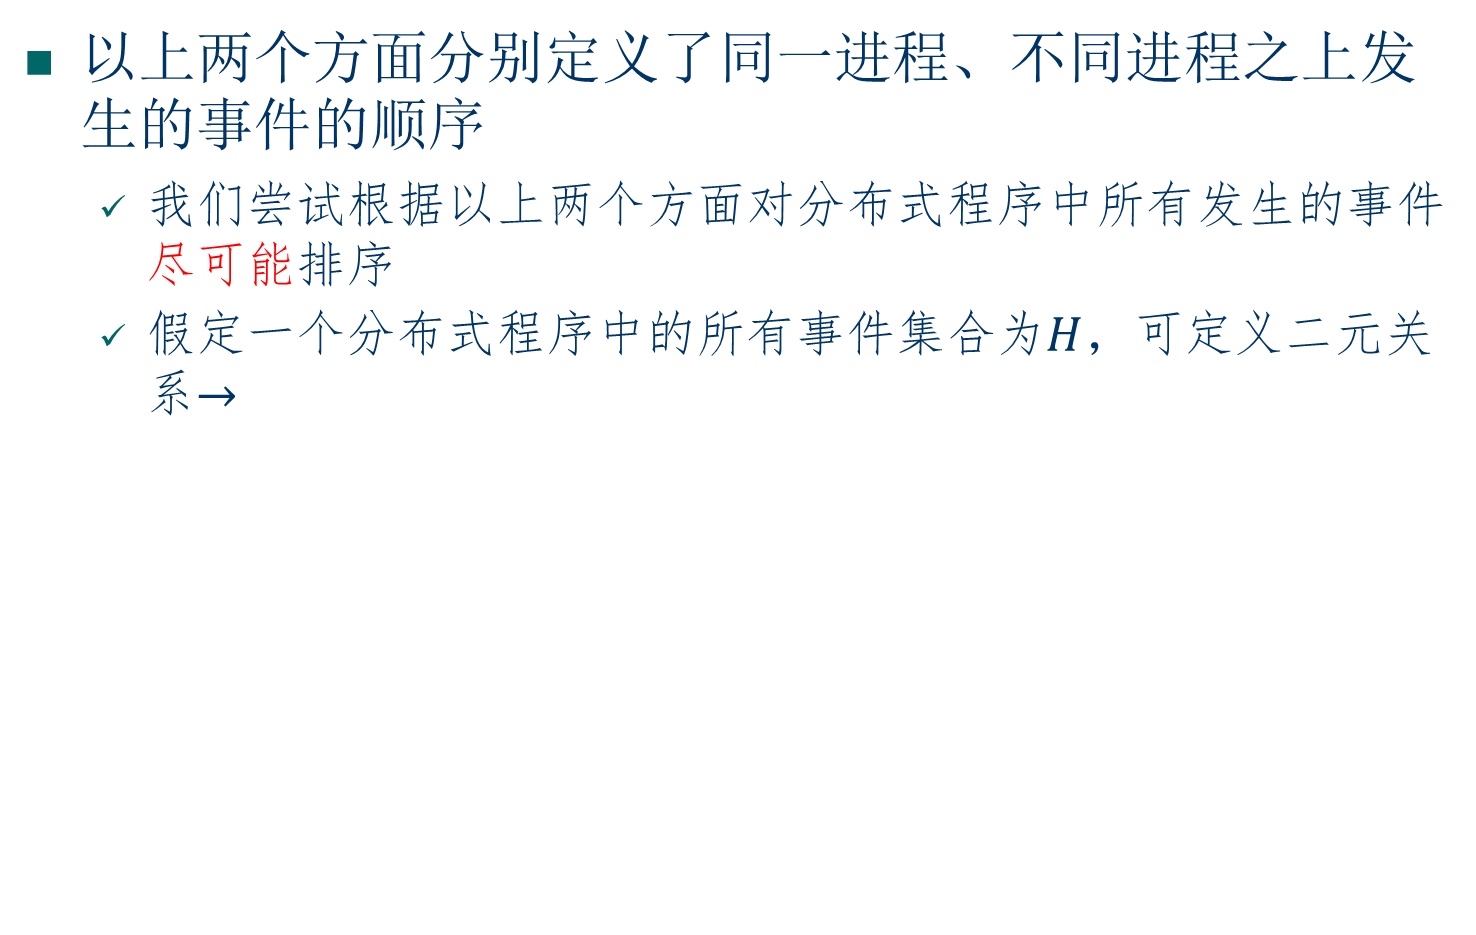 ■ 以上两个方面分别定义了同一进程、不同进程之上发
生的事件的顺序
✓ 我们尝试根据以上两个方面对分布式程序中所有发生的事件
尽可能排序
✓ 假定一个分布式程序中的所有事件集合为H，可定义二元关
系→